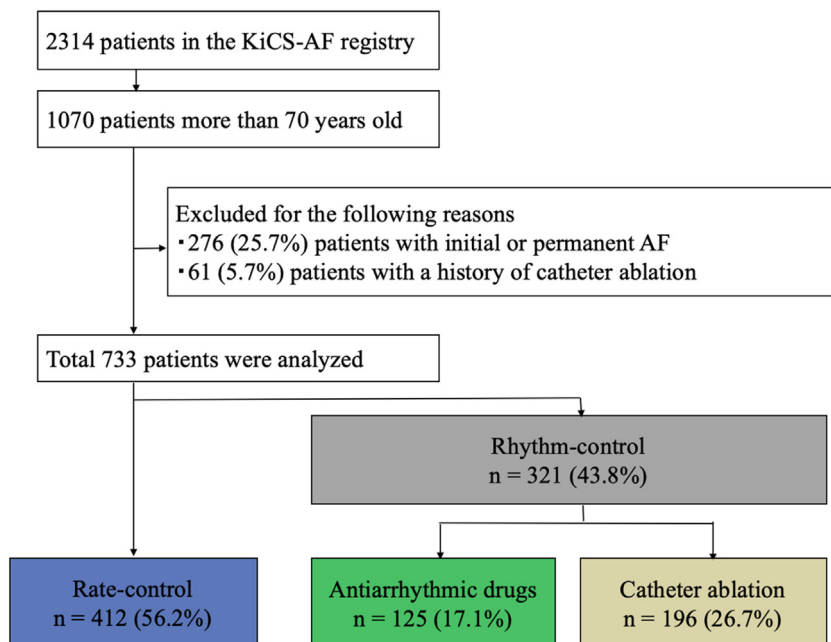 2314 patients in the KiCS-AF registry
1070 patients more than 70 years old
Excluded for the following reasons
・276 (25.7%) patients with initial or permanent AF
・61 (5.7%) patients with a history of catheter ablation
Total 733 patients were analyzed
Rhythm-control
n = 321 (43.8%)
Rate-control
n = 412 (56.2%)
Antiarrhythmic drugs
n = 125 (17.1%)
Catheter ablation
n = 196 (26.7%)